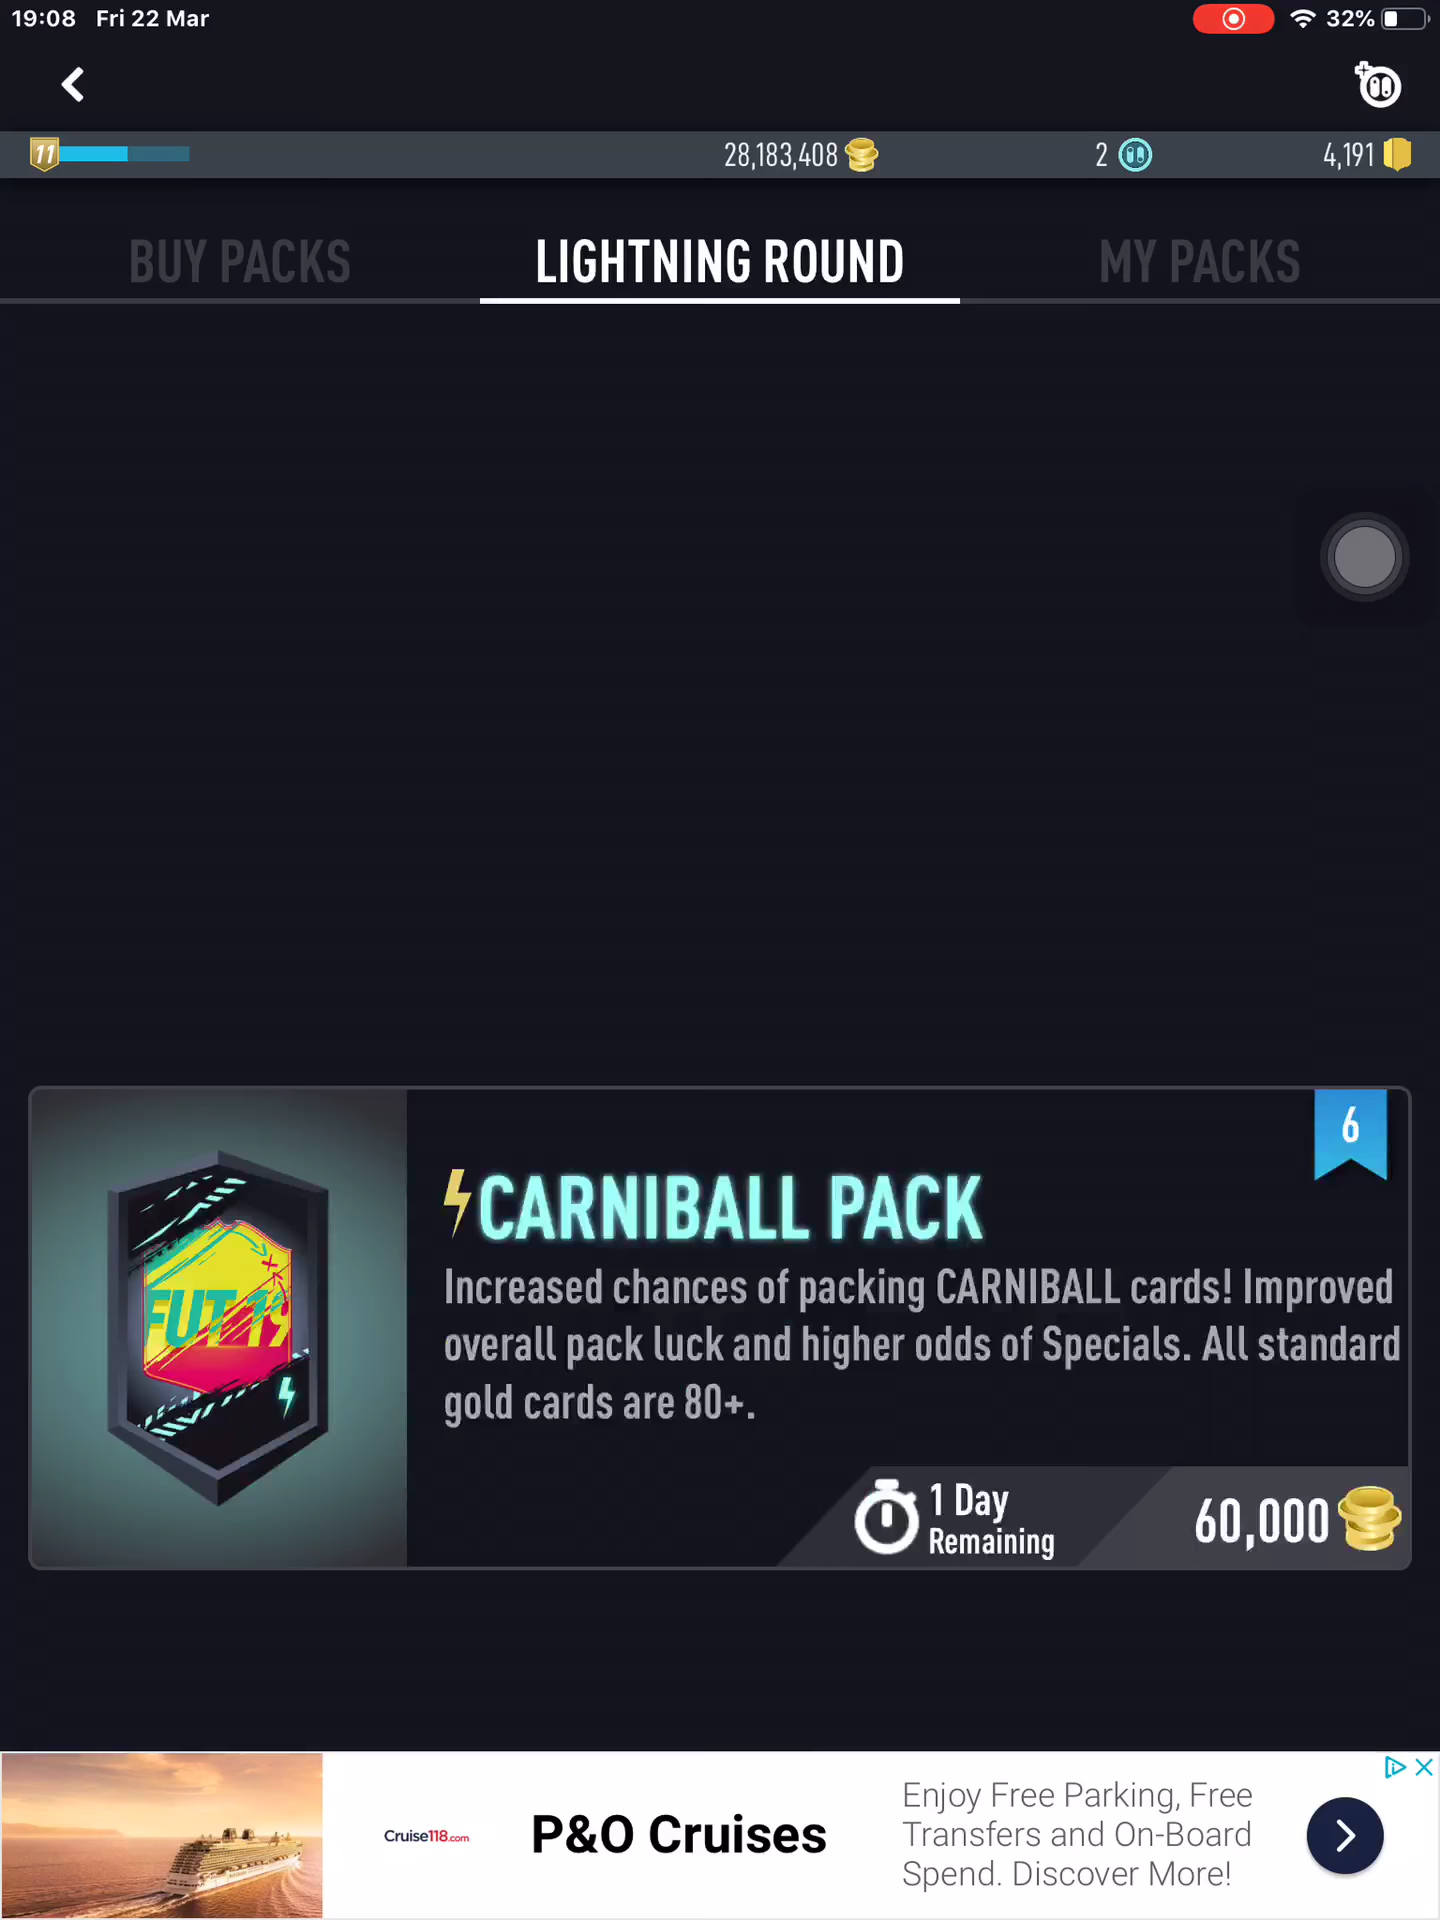 19:08 Fri 22 Mar
32%
11
28,183,408
2
4,191
BUY PACKS
LIGHTNING ROUND
MY PACKS
6
CARNIBALL PACK
Increased chances of packing CARNIBALL cards! Improved
overall pack luck and higher odds of Specials. All standard
gold cards are 80+.
FUT 19
1 Day
Remaining
60,000
Cruise118.com
P&O Cruises
Enjoy Free Parking, Free
Transfers and On-Board
Spend. Discover More!